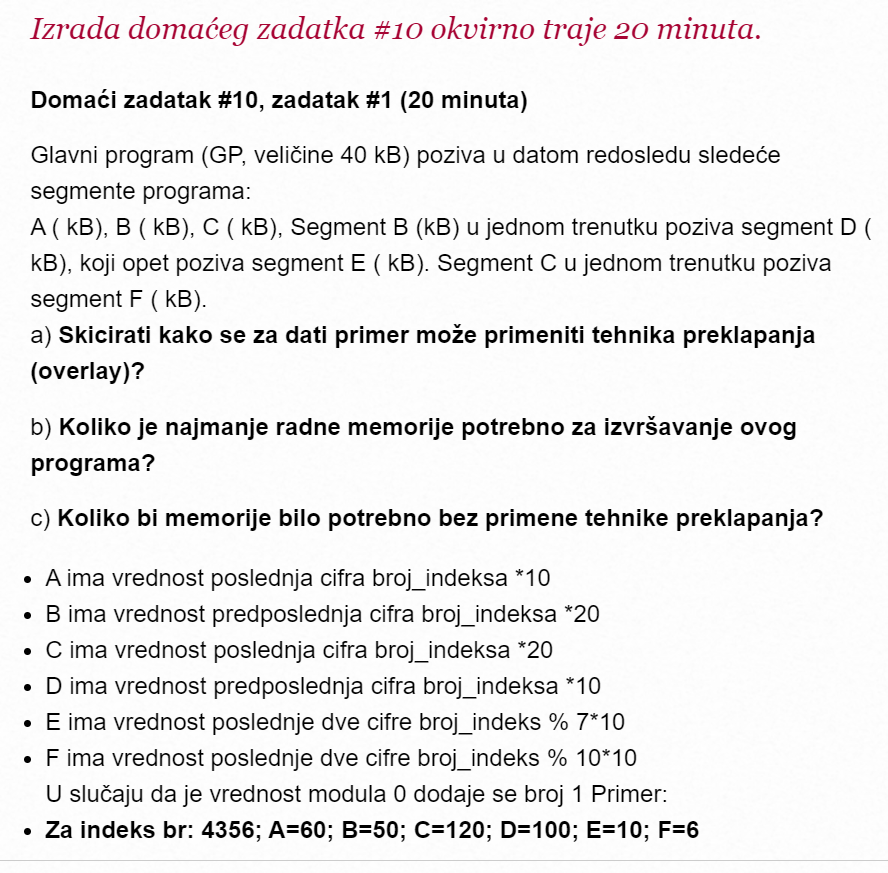 Izrada domaćeg zadatka #10 okvirno traje 20 minuta.
Domaći zadatak #10, zadatak #1 (20 minuta)
Glavni program (GP, veličine 40 kB) poziva u datom redosledu sledeće
segmente programa:
A ( kB), B ( kB), C ( kB), Segment B (kB) u jednom trenutku poziva segment D (
kB), koji opet poziva segment E ( kB). Segment C u jednom trenutku poziva
segment F ( kB).
a) Skicirati kako se za dati primer može primeniti tehnika preklapanja
(overlay)?
b) Koliko je najmanje radne memorije potrebno za izvršavanje ovog
programa?
c) Koliko bi memorije bilo potrebno bez primene tehnike preklapanja?
• A ima vrednost poslednja cifra broj_indeksa *10
• B ima vrednost predposlednja cifra broj_indeksa *20
• C ima vrednost poslednja cifra broj_indeksa *20
• D ima vrednost predposlednja cifra broj_indeksa *10
• E ima vrednost poslednje dve cifre broj_indeks % 7*10
• F ima vrednost poslednje dve cifre broj_indeks % 10*10
U slučaju da je vrednost modula 0 dodaje se broj 1 Primer:
• Za indeks br: 4356; A=60; B=50; C=120; D=100; E=10; F=6